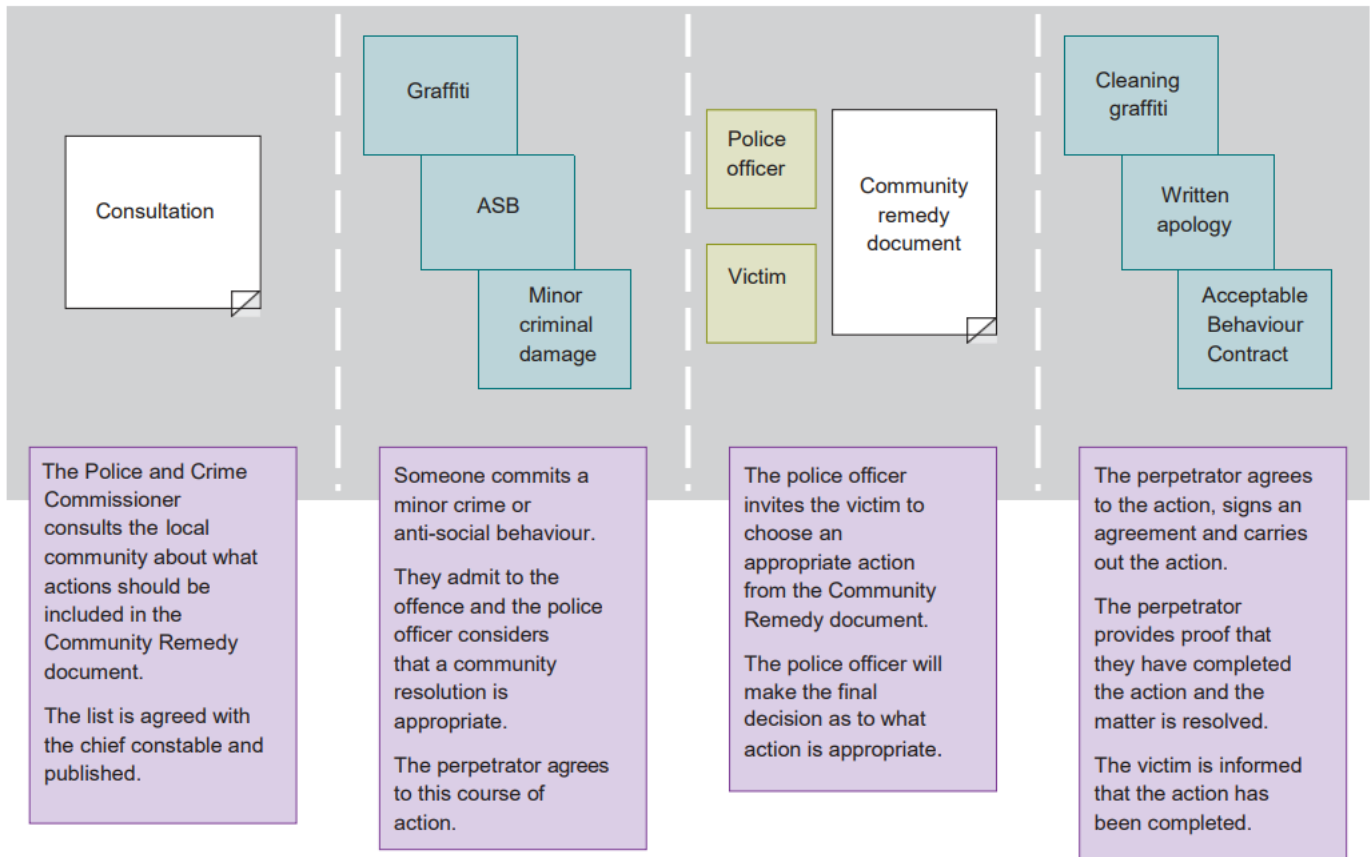 Consultation
Graffiti
ASB
Minor
criminal
damage
Police
officer
Victim
Community
remedy
document
Cleaning
graffiti
Written
apology
Acceptable
Behaviour
Contract
The Police and Crime
Commissioner
consults the local
community about what
actions should be
included in the
Community Remedy
document.
The list is agreed with
the chief constable and
published.
Someone commits a
minor crime or
anti-social behaviour.
They admit to the
offence and the police
officer considers
that a community
resolution is
appropriate.
The perpetrator agrees
to this course of
action.
The police officer
invites the victim to
choose an
appropriate action
from the Community
Remedy document.
The police officer will
make the final
decision as to what
action is appropriate.
The perpetrator agrees
to the action, signs an
agreement and carries
out the action.
The perpetrator
provides proof that
they have completed
the action and the
matter is resolved.
The victim is informed
that the action has
been completed.